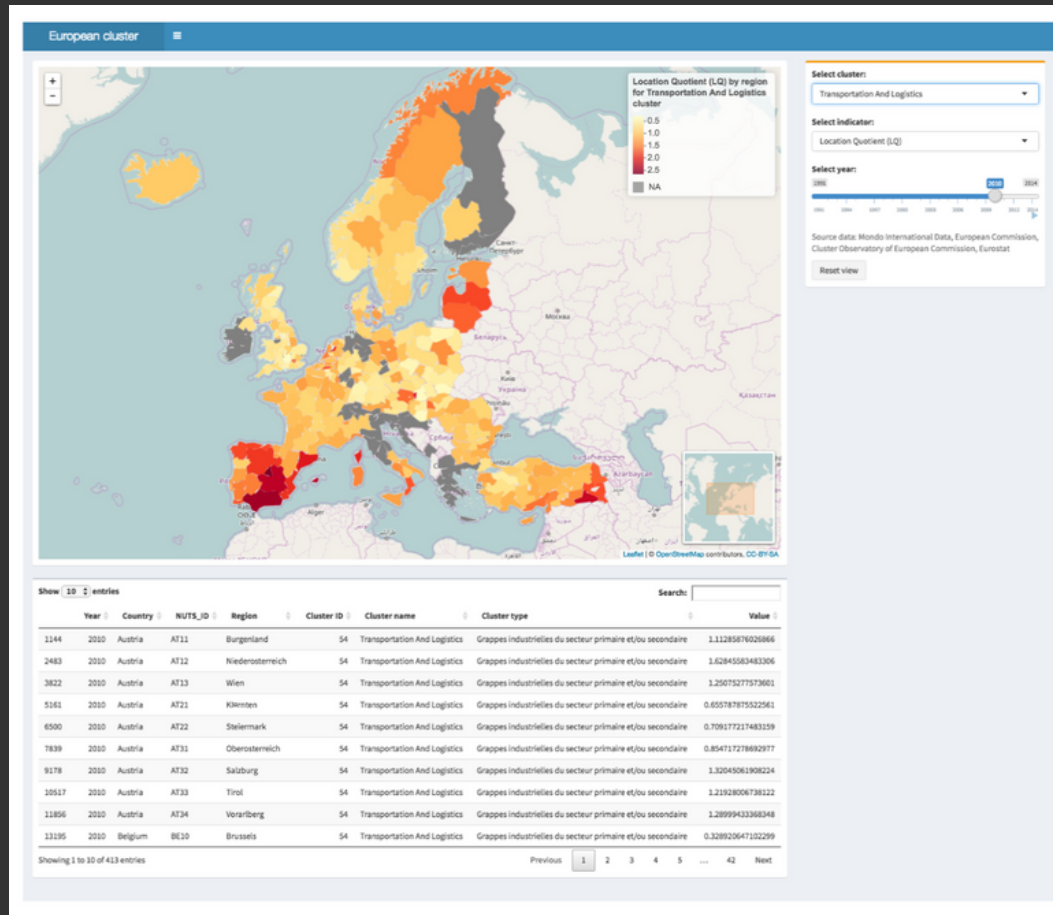 European cluster
+
-
Location Quotient (LQ) by region
for Transportation And Logistics
cluster
0.5
1.0
1.5
2.0
2.5
NA
Санкт-
Петербург
Москва
Беларусь
Київ
Україна
Қазақстан
Србија
Azərbaycan
Alger
Leaflet | © OpenStreetMap contributors, CC-BY-SA
Select cluster:
Transportation And Logistics
Select indicator:
Location Quotient (LQ)
Select year:
2010
Source data: Mondo International Data, European Commission,
Cluster Observatory of European Commission, Eurostat
Reset view
Show 10 entries
Search:
Year Country NUTS_ID Region Cluster ID Cluster name Cluster type Value
1144 2010 Austria AT11 Burgenland 54 Transportation And Logistics Grappes industrielles du secteur primaire et/ou secondaire 1.11285876026866
2483 2010 Austria AT12 Niederosterreich 54 Transportation And Logistics Grappes industrielles du secteur primaire et/ou secondaire 1.62845583483306
3822 2010 Austria AT13 Wien 54 Transportation And Logistics Grappes industrielles du secteur primaire et/ou secondaire 1.25075277573601
5161 2010 Austria AT21 54 Transportation And Logistics Grappes industrielles du secteur primaire et/ou secondaire 0.655787875522561
6500 2010 Austria AT22 Steiermark 54 Transportation And Logistics Grappes industrielles du secteur primaire et/ou secondaire 0.709177217483159
7839 2010 Austria AT31 Oberosterreich 54 Transportation And Logistics Grappes industrielles du secteur primaire et/ou secondaire 0.854717278692977
9178 2010 Austria AT32 Salzburg 54 Transportation And Logistics Grappes industrielles du secteur primaire et/ou secondaire 1.32045061908224
10517 2010 Austria AT33 Tirol 54 Transportation And Logistics Grappes industrielles du secteur primaire et/ou secondaire 1.21928006738122
11856 2010 Austria AT34 Vorarlberg 54 Transportation And Logistics Grappes industrielles du secteur primaire et/ou secondaire 1.28999433368348
13195 2010 Belgium BE10 Brussels 54 Transportation And Logistics Grappes industrielles du secteur primaire et/ou secondaire 0.328920647102299
Showing 1 to 10 of 413 entries
Previous 1 2 3 4 5 ... 42 Next